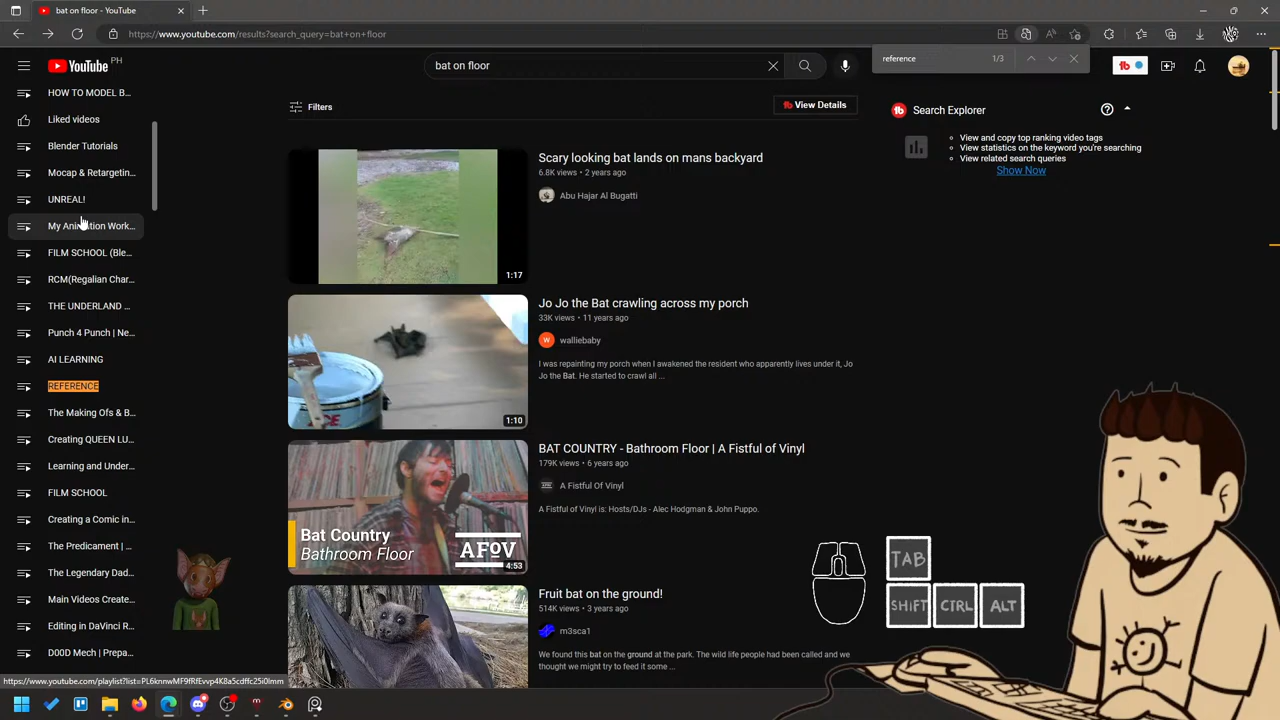 bat on floor - YouTube
https://www.youtube.com/results?search_query=bat+on+floor
YouTube PH
bat on floor
reference
1/3
HOW TO MODEL B...
Liked videos
Blender Tutorials
Mocap & Retargetin...
UNREAL!
My Animation Work...
FILM SCHOOL (Ble...
RCM(Regalian Char...
THE UNDERLAND ...
Punch 4 Punch | Ne...
AI LEARNING
REFERENCE
The Making Ofs & B...
Creating QUEEN LU...
Learning and Under...
FILM SCHOOL
Creating a Comic in...
The Predicament | ...
The Legendary Dad...
Main Videos Create...
Editing in DaVinci R...
D00D Mech | Prepa...
Filters
View Details
Scary looking bat lands on mans backyard
6.8K views • 2 years ago
Abu Hajar Al Bugatti
1:17
Jo Jo the Bat crawling across my porch
33K views • 11 years ago
W walliebaby
I was repainting my porch when I awakened the resident who apparently lives under it, Jo
Jo the Bat. He started to crawl all ...
1:10
BAT COUNTRY - Bathroom Floor | A Fistful of Vinyl
179K views • 6 years ago
A Fistful Of Vinyl
A Fistful of Vinyl is: Hosts/DJs - Alec Hodgman & John Puppo.
Bat Country
Bathroom Floor
AFoV
4:53
Fruit bat on the ground!
514K views • 3 years ago
m3sca1
We found this bat on the ground at the park. The wild life people had been called and we
thought we might try to feed it some ...
Search Explorer
View and copy top ranking video tags
View statistics on the keyword you're searching
View related search queries
Show Now
TAB
SHIFT CTRL ALT